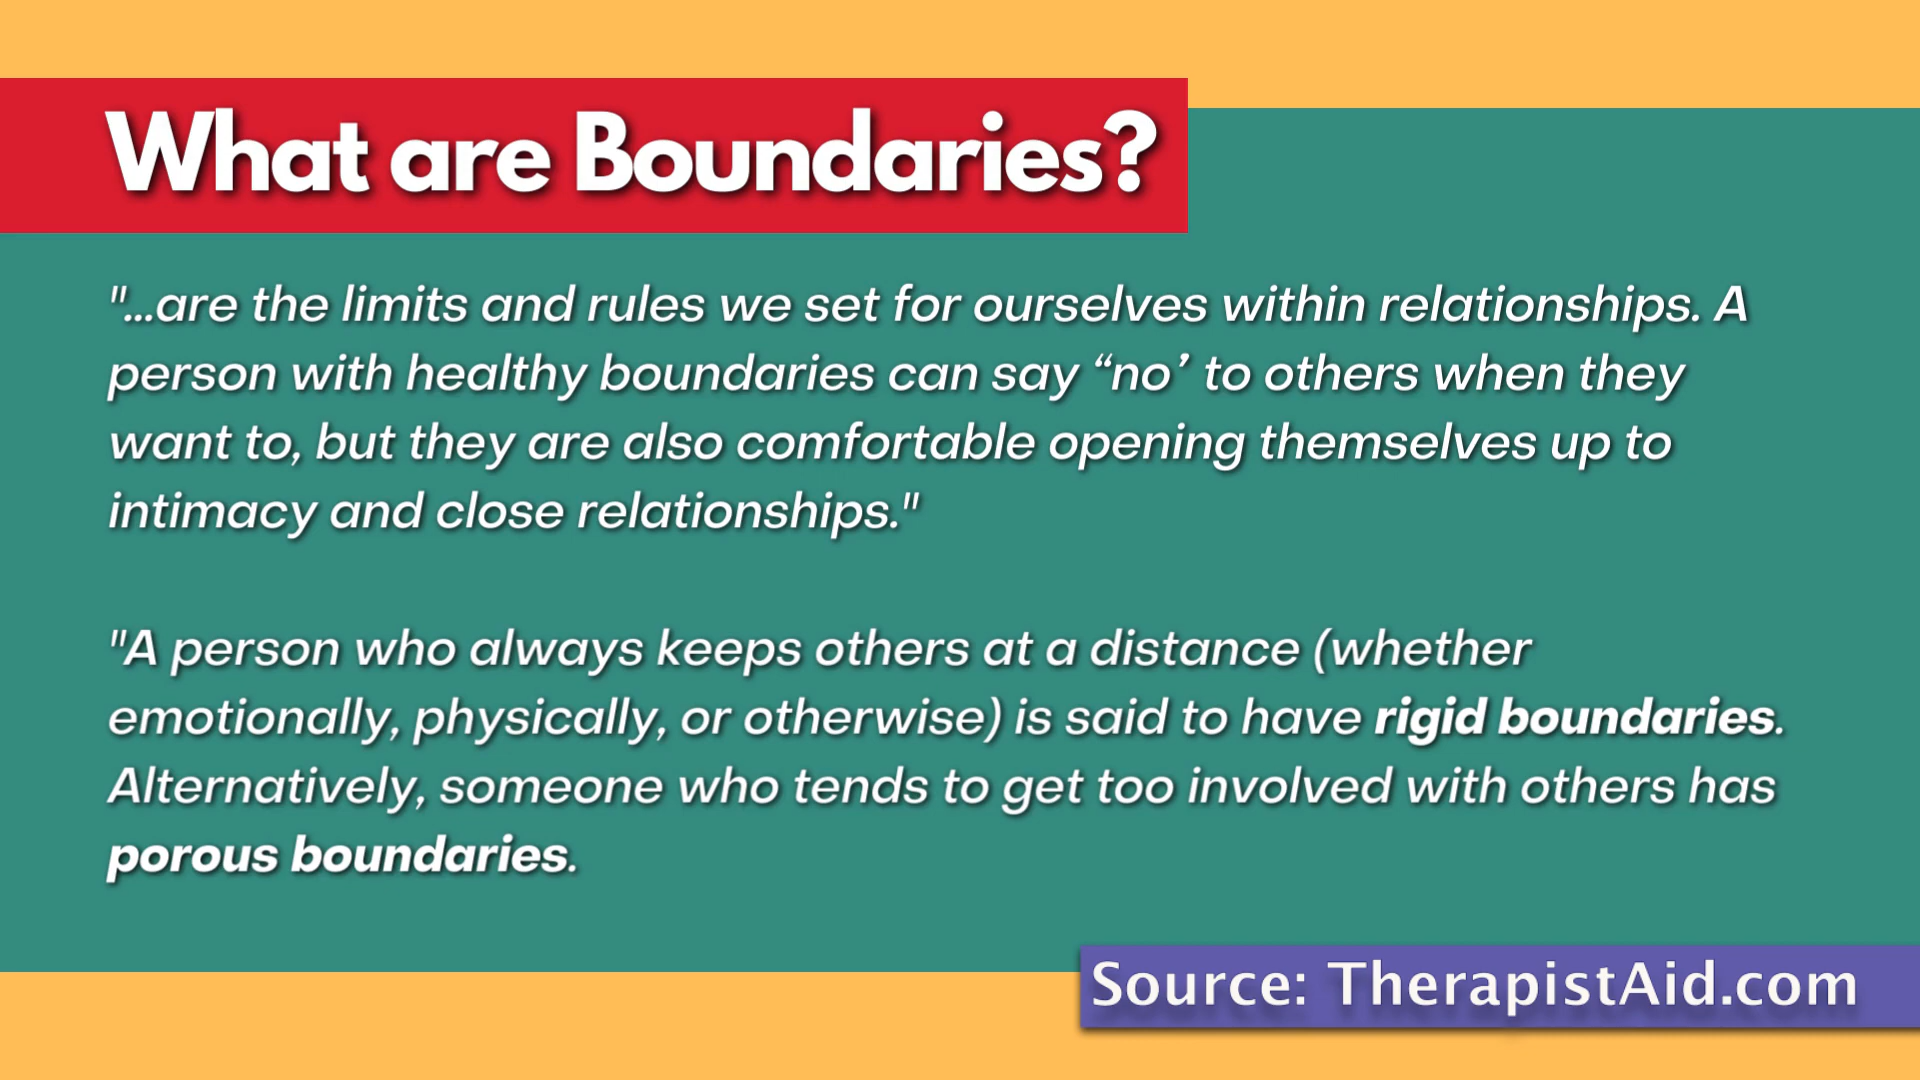 What are Boundaries?
"...are the limits and rules we set for ourselves within relationships. A
person with healthy boundaries can say “no’ to others when they
want to, but they are also comfortable opening themselves up to
intimacy and close relationships."
"A person who always keeps others at a distance (whether
emotionally, physically, or otherwise) is said to have rigid boundaries.
Alternatively, someone who tends to get too involved with others has
porous boundaries.
Source: TherapistAid.com